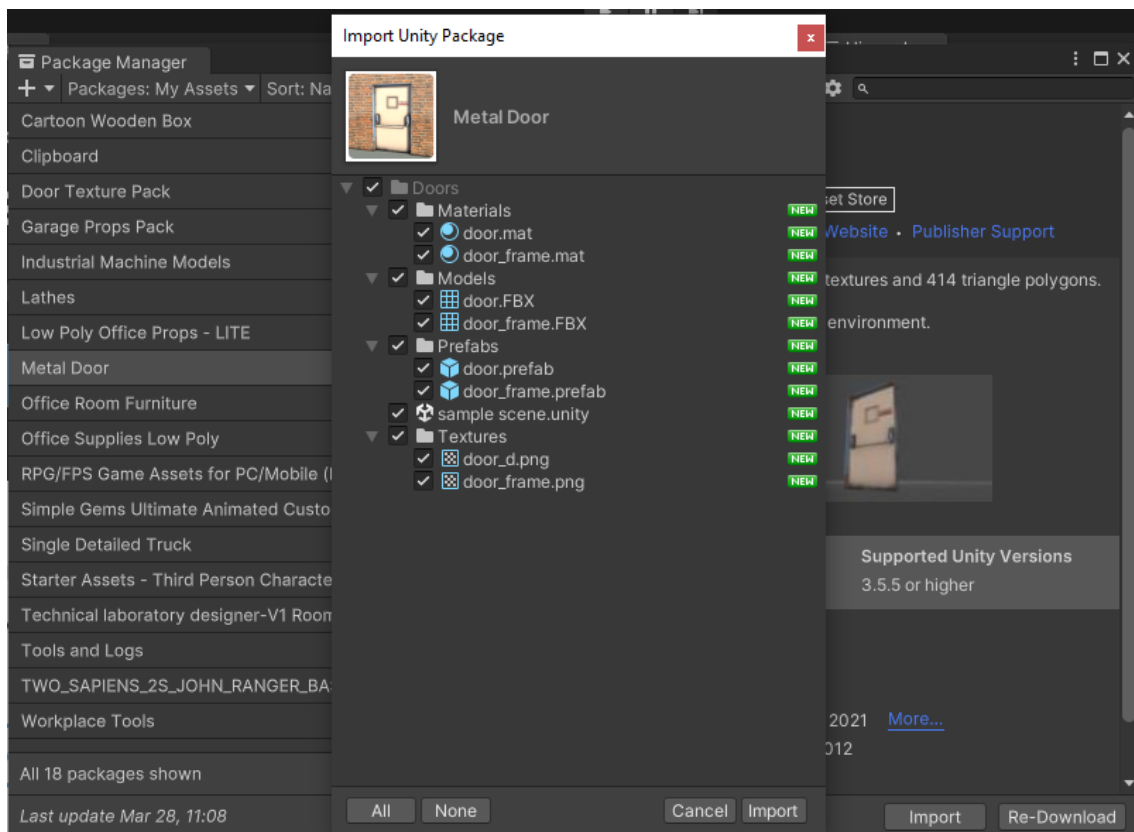 Import Unity Package
x
Package Manager
Packages: My Assets
Sort: Na
Metal Door
Cartoon Wooden Box
Clipboard
Door Texture Pack
Garage Props Pack
Industrial Machine Models
Lathes
Low Poly Office Props - LITE
Metal Door
Office Room Furniture
Office Supplies Low Poly
RPG/FPS Game Assets for PC/Mobile (
Simple Gems Ultimate Animated Custo
Single Detailed Truck
Starter Assets - Third Person Characte
Technical laboratory designer-V1 Room
Tools and Logs
TWO_SAPIENS_2S_JOHN_RANGER_BA
Workplace Tools
All 18 packages shown
Last update Mar 28, 11:08
Doors
Materials NEW
door.mat NEW
door_frame.mat NEW
Models NEW
door.FBX NEW
door_frame.FBX NEW
Prefabs NEW
door.prefab NEW
door_frame.prefab NEW
sample scene.unity NEW
Textures NEW
door_d.png NEW
door_frame.png NEW
All None Cancel Import
set Store
Website • Publisher Support
textures and 414 triangle polygons.
environment.
Supported Unity Versions
3.5.5 or higher
2021 More...
012
Import Re-Download